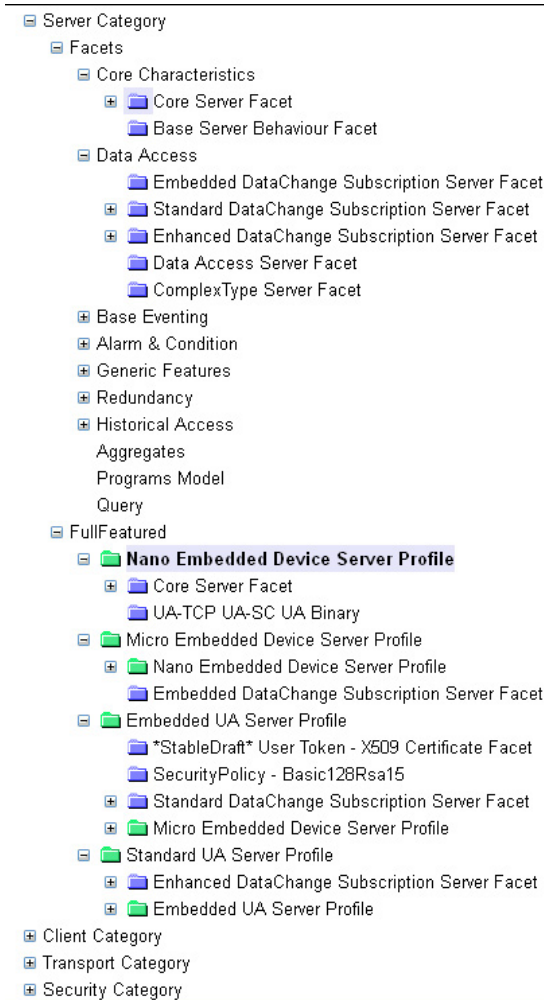 Server Category
Facets
Core Characteristics
Core Server Facet
Base Server Behaviour Facet
Data Access
Embedded DataChange Subscription Server Facet
Standard DataChange Subscription Server Facet
Enhanced DataChange Subscription Server Facet
Data Access Server Facet
ComplexType Server Facet
Base Eventing
Alarm & Condition
Generic Features
Redundancy
Historical Access
Aggregates
Programs Model
Query
FullFeatured
Nano Embedded Device Server Profile
Core Server Facet
UA-TCP UA-SC UA Binary
Micro Embedded Device Server Profile
Nano Embedded Device Server Profile
Embedded DataChange Subscription Server Facet
Embedded UA Server Profile
*StableDraft* User Token - X509 Certificate Facet
SecurityPolicy - Basic128Rsa15
Standard DataChange Subscription Server Facet
Micro Embedded Device Server Profile
Standard UA Server Profile
Enhanced DataChange Subscription Server Facet
Embedded UA Server Profile
Client Category
Transport Category
Security Category